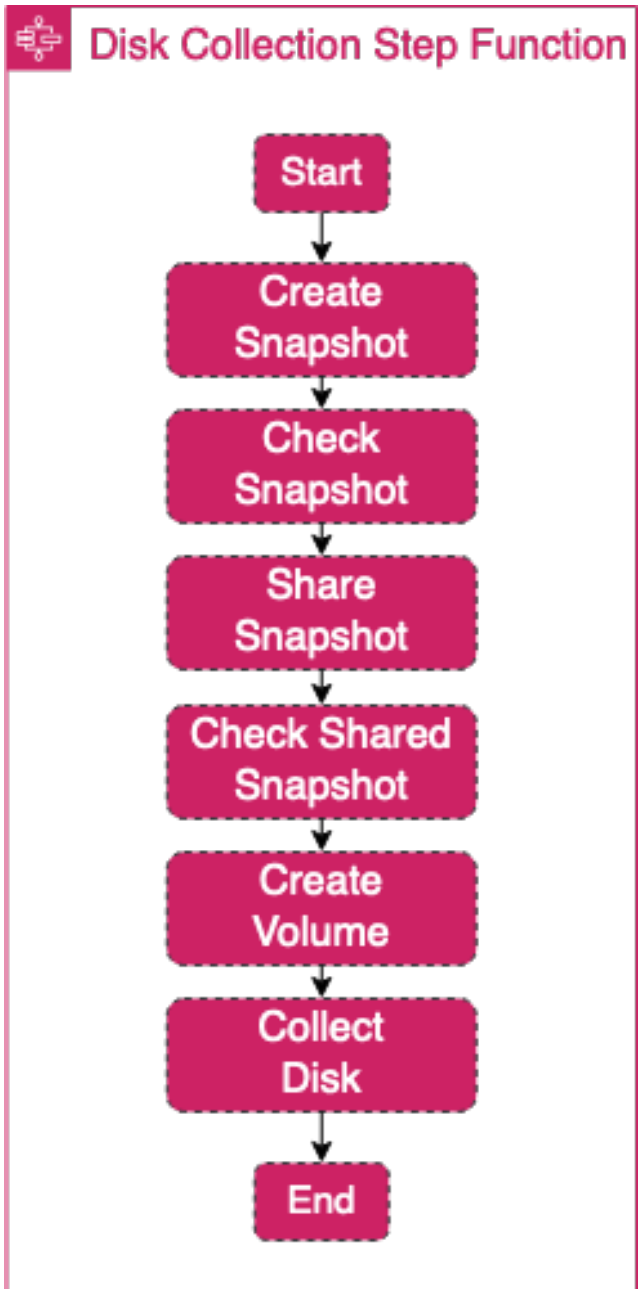 Disk Collection Step Function
Start
Create
Snapshot
Check
Snapshot
Share
Snapshot
Check Shared
Snapshot
Create
Volume
Collect
Disk
End